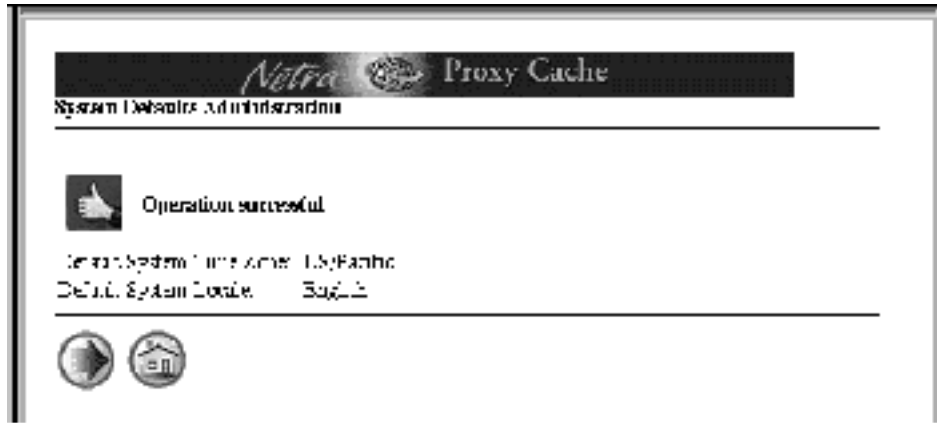 Netra Proxy Cache
System Defaults Administration
Operation successful
Default System Time Zone: US/Pacific
Default System Locale: English